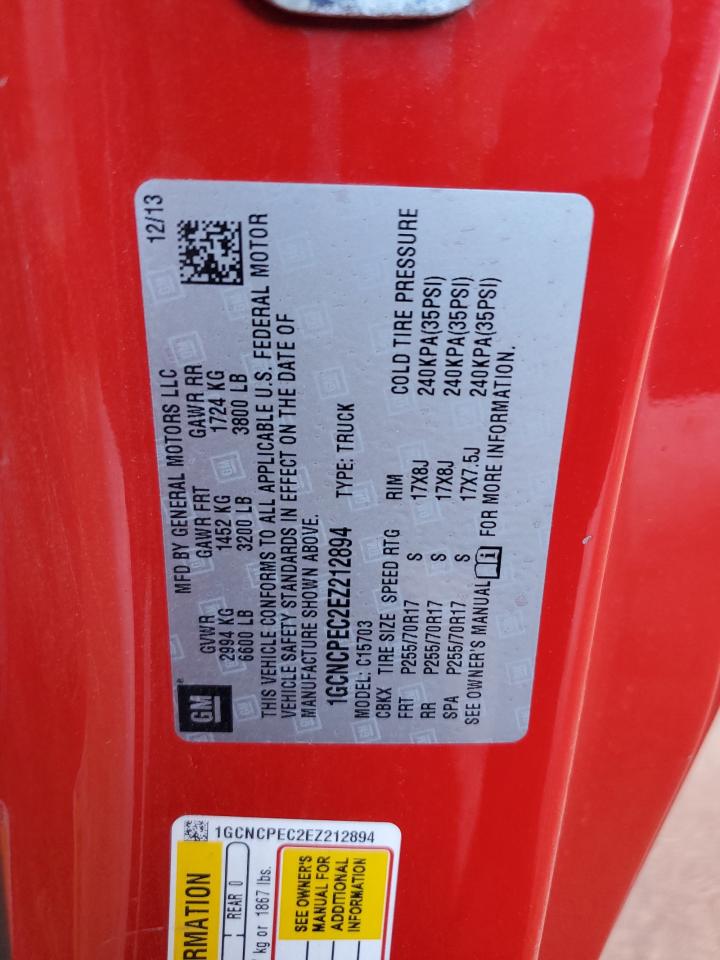 MFD BY GENERAL MOTORS LLC 12/13
GM
GVWR GAWR FRT GAWR RR
2994 KG 1452 KG 1724 KG
6600 LB 3200 LB 3800 LB
THIS VEHICLE CONFORMS TO ALL APPLICABLE U.S. FEDERAL MOTOR
VEHICLE SAFETY STANDARDS IN EFFECT ON THE DATE OF
MANUFACTURE SHOWN ABOVE.
1GCNCPEC2EZ212894 TYPE: TRUCK
MODEL: C15703
CBKX TIRE SIZE SPEED RTG RIM COLD TIRE PRESSURE
FRT P255/70R17 S 17X8J 240KPA(35PSI)
RR P255/70R17 S 17X8J 240KPA(35PSI)
SPA P255/70R17 S 17X7.5J 240KPA(35PSI)
SEE OWNER'S MANUAL i FOR MORE INFORMATION.
1GCNCPEC2EZ212894
RMATION
REAR 0
kg or 1867 lbs.
SEE OWNER'S
MANUAL FOR
ADDITIONAL
INFORMATION